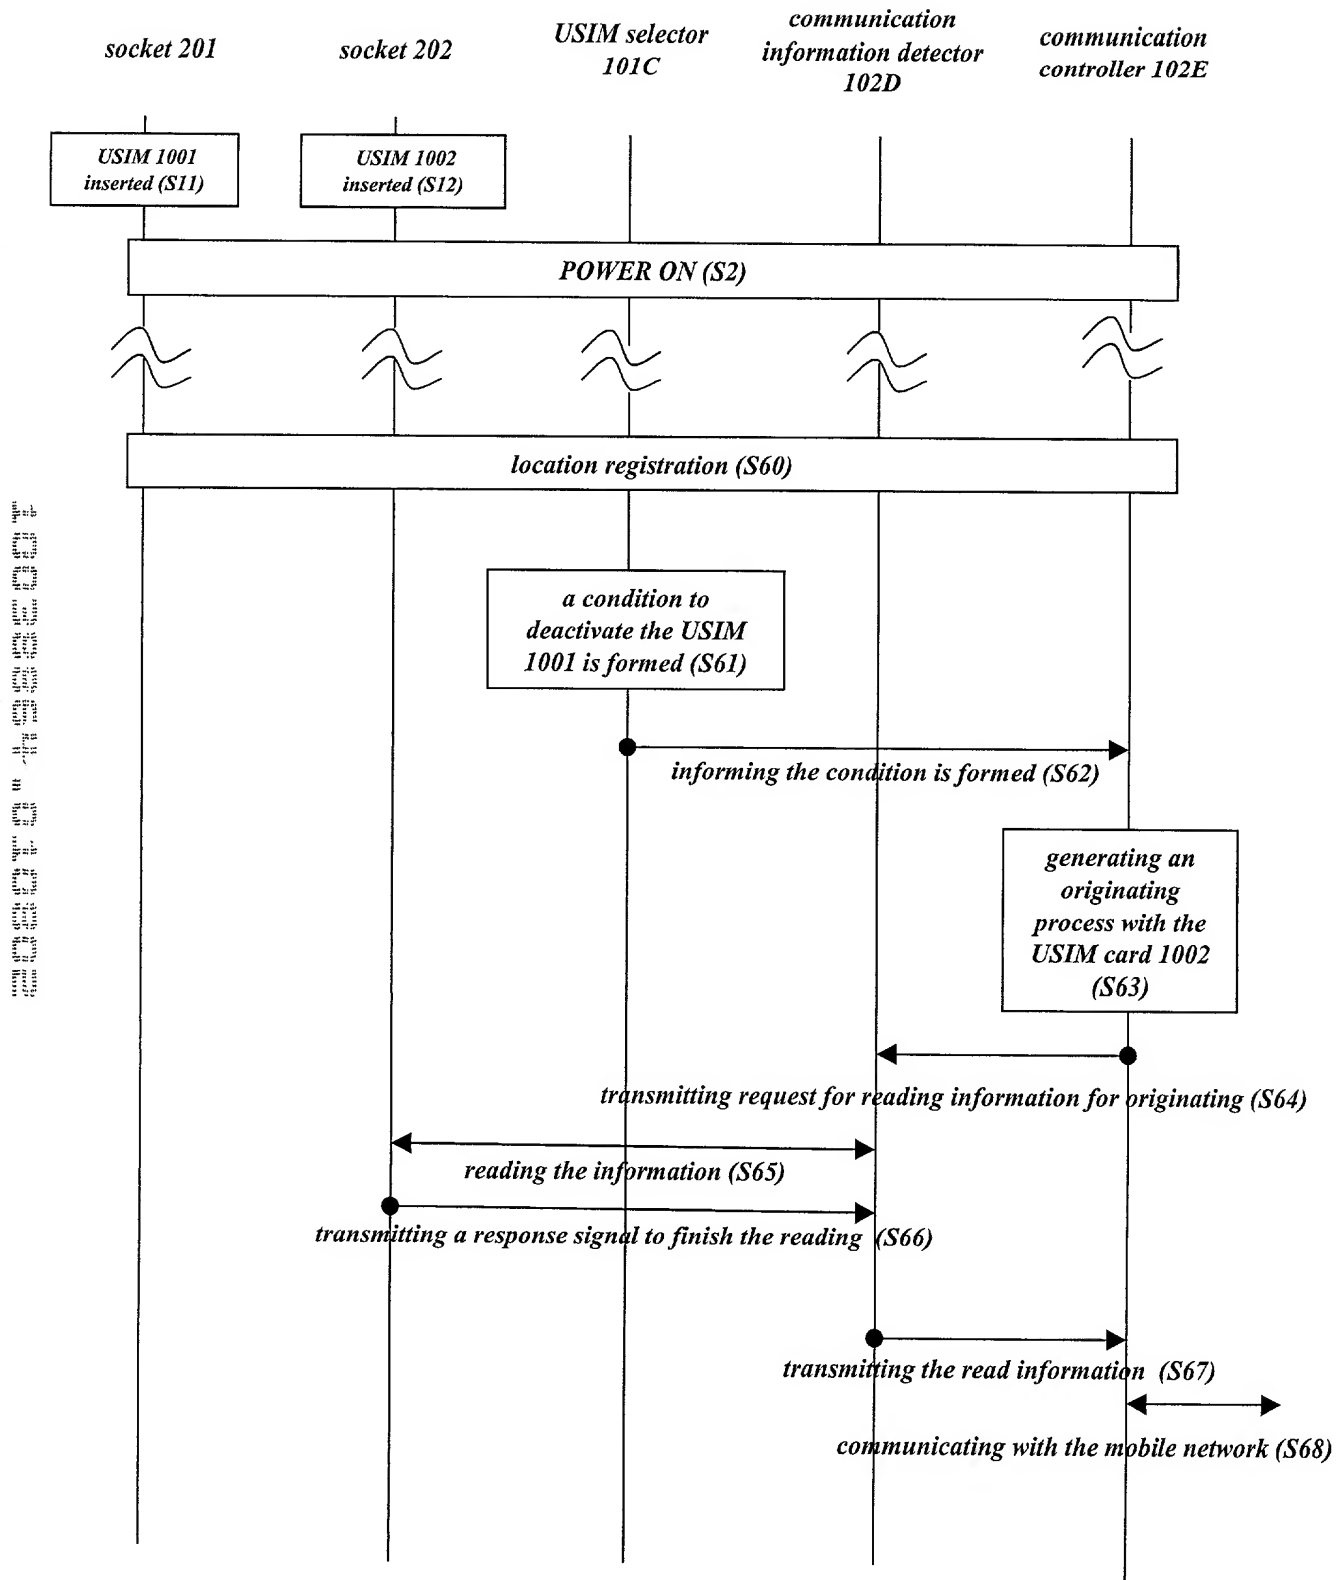 socket 201
socket 202
USIM selector
101C
communication
information detector
102D
communication
controller 102E
USIM 1001
inserted (S11)
USIM 1002
inserted (S12)
POWER ON (S2)
location registration (S60)
a condition to
deactivate the USIM
1001 is formed (S61)
informing the condition is formed (S62)
generating an
originating
process with the
USIM card 1002
(S63)
transmitting request for reading information for originating (S64)
reading the information (S65)
transmitting a response signal to finish the reading (S66)
transmitting the read information (S67)
communicating with the mobile network (S68)